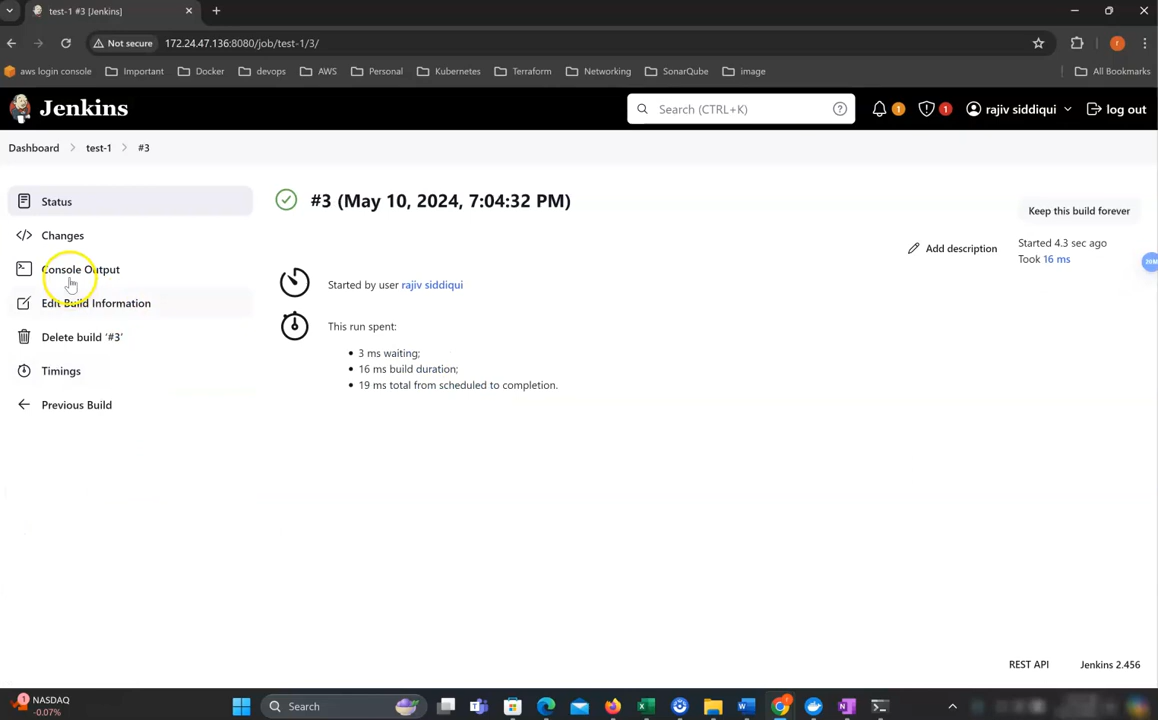 test-1 #3 [Jenkins]
Not secure
172.24.47.136:8080/job/test-1/3/
r
aws login console
Important
Docker
devops
AWS
Personal
Kubernetes
Terraform
Networking
SonarQube
image
All Bookmarks
Jenkins
Search (CTRL+K)
?
1
1
rajiv siddiqui
log out
Dashboard
test-1
#3
Status
#3 (May 10, 2024, 7:04:32 PM)
Keep this build forever
Changes
Add description
Started 4.3 sec ago
Took 16 ms
Console Output
Started by user rajiv siddiqui
Edit Build Information
This run spent:
Delete build ‘#3’
3 ms waiting;
16 ms build duration;
19 ms total from scheduled to completion.
Timings
Previous Build
REST API
Jenkins 2.456
1
NASDAQ
-0.07%
Search